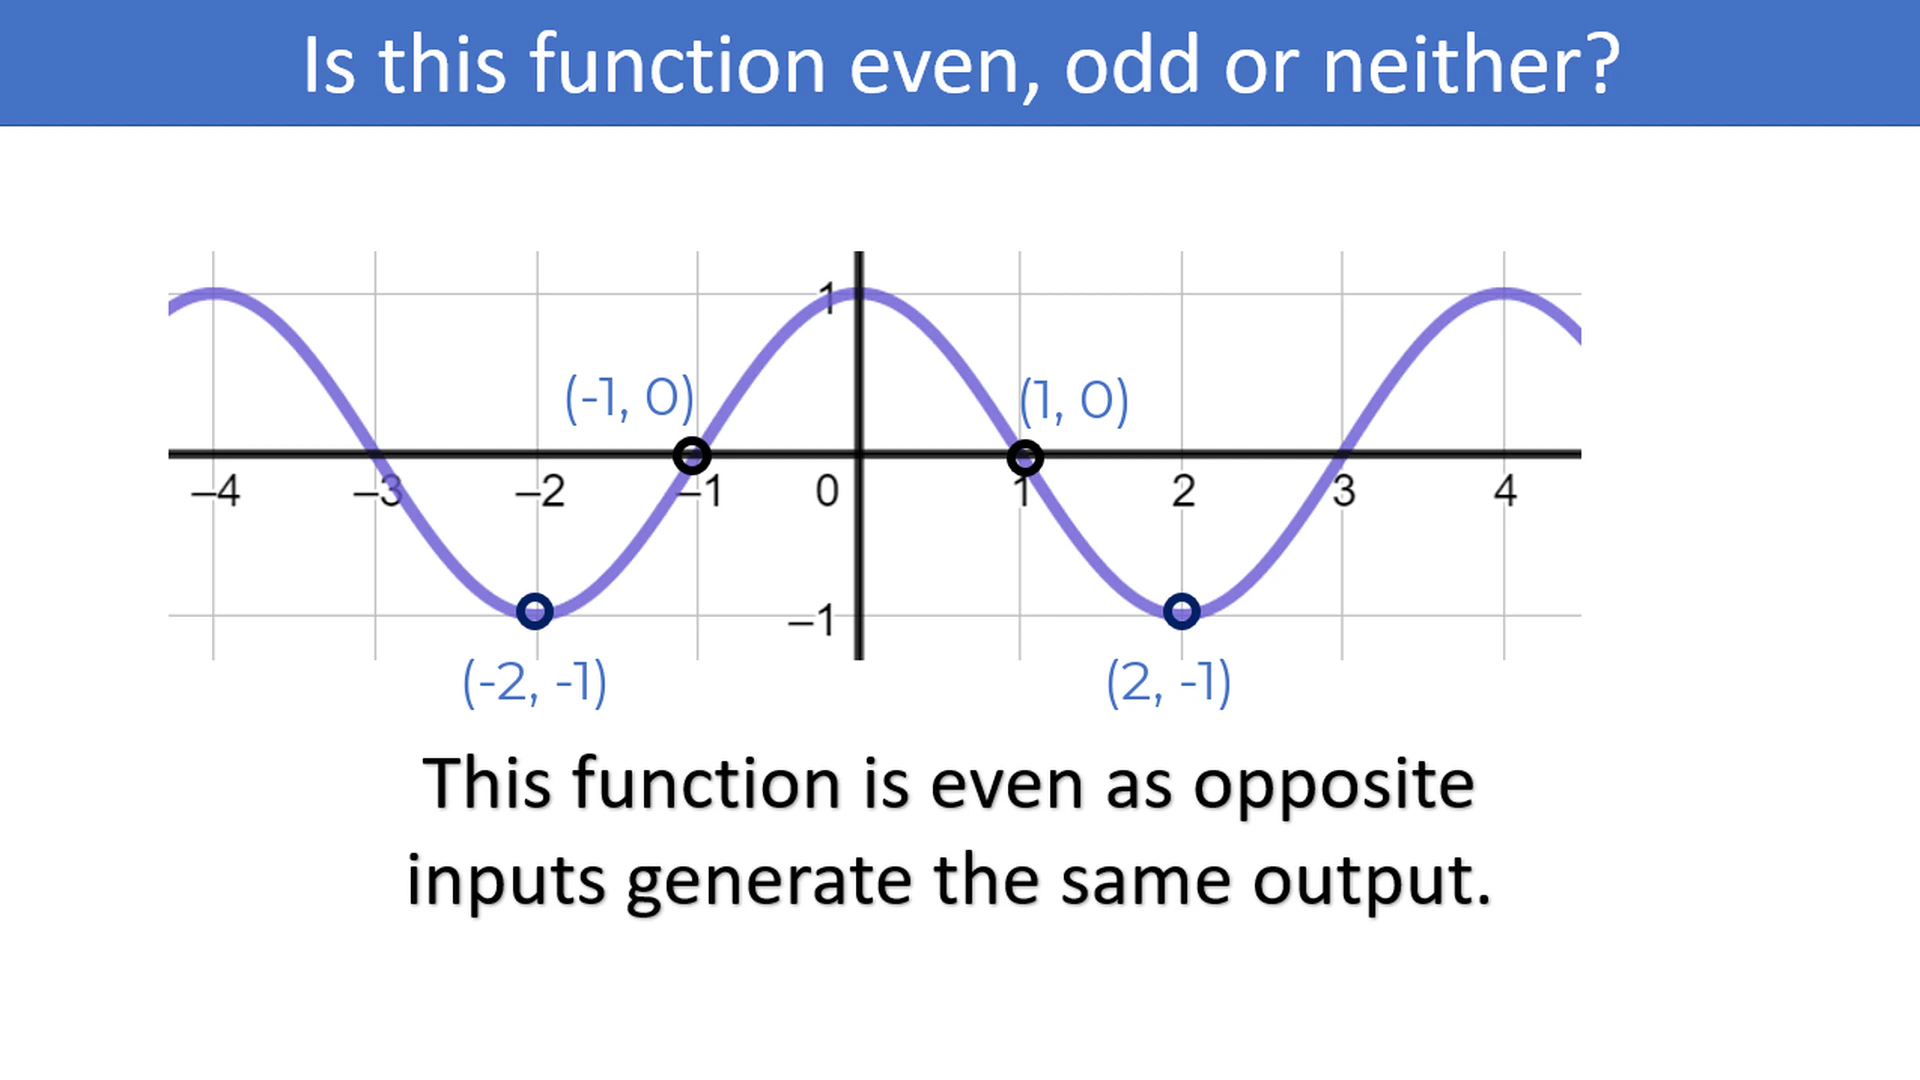 Is this function even, odd or neither?
1
(-1, 0) (1, 0)
–4 –3 –2 –1 0 1 2 3 4
–1
(-2, -1) (2, -1)
This function is even as opposite
inputs generate the same output.